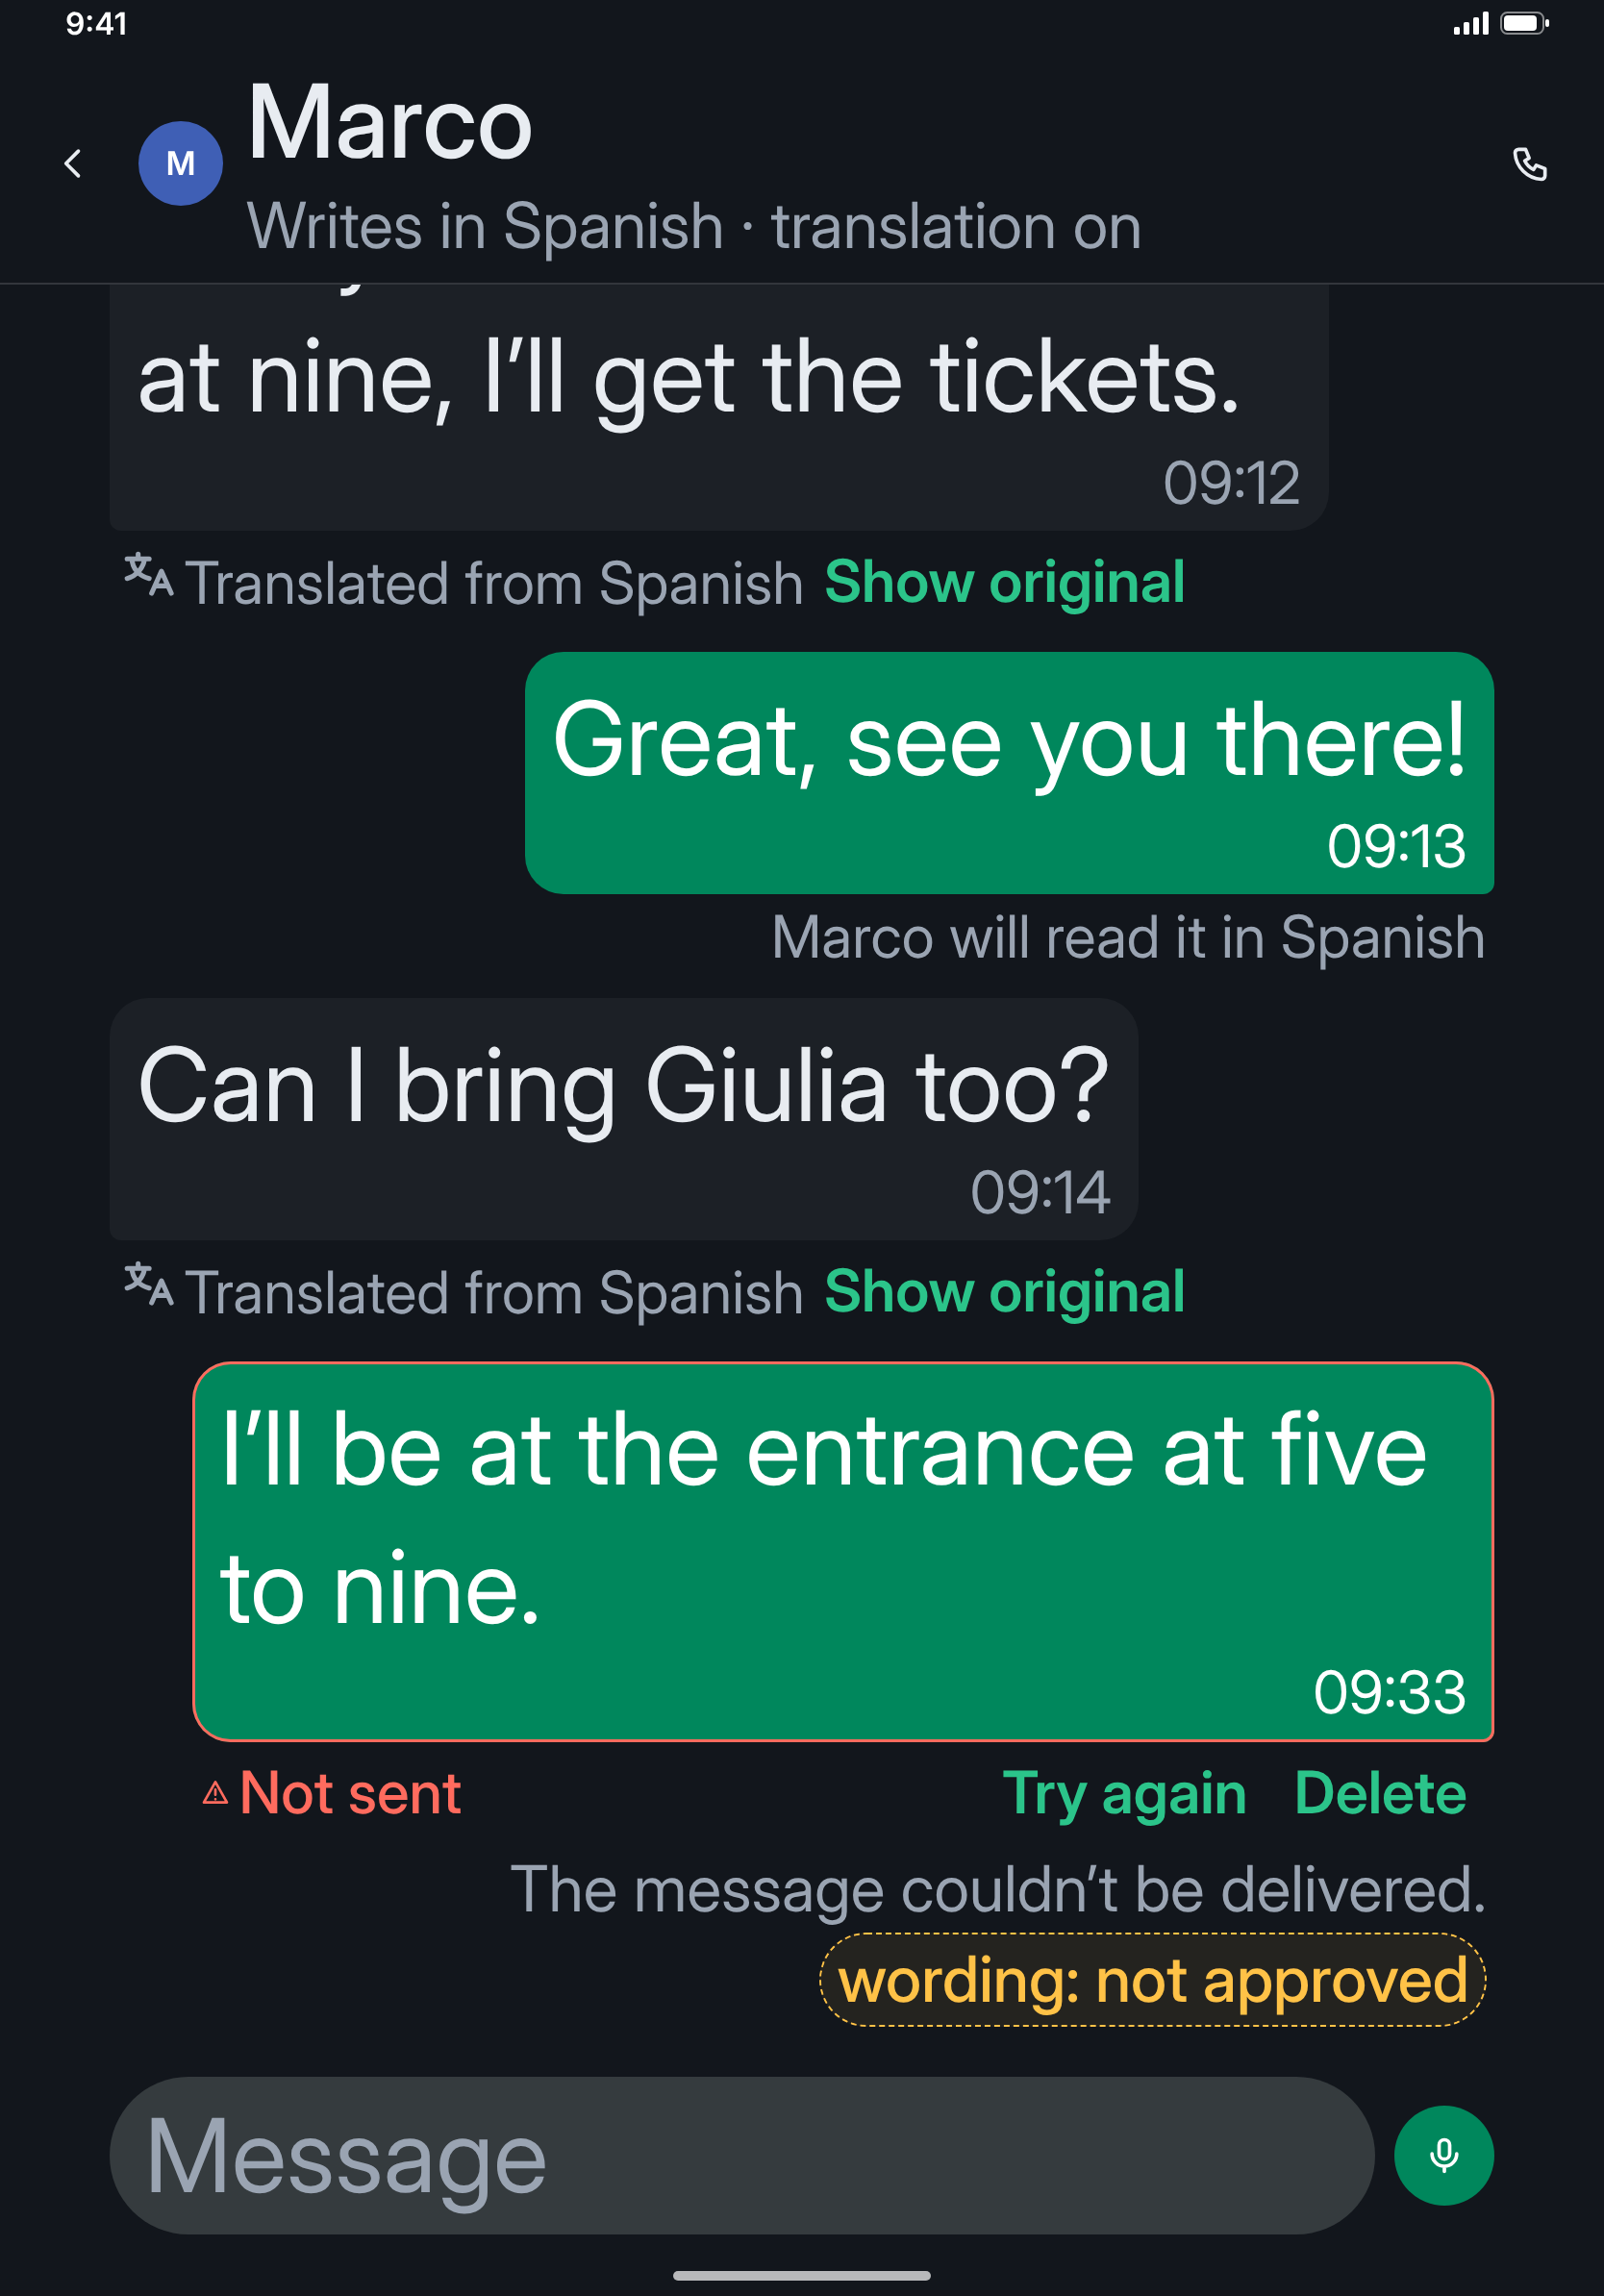 9:41
M
Marco
Writes in Spanish · translation on
at nine, I’ll get the tickets.
09:12
Translated from Spanish Show original
Great, see you there!
09:13
Marco will read it in Spanish
Can I bring Giulia too?
09:14
Translated from Spanish Show original
I’ll be at the entrance at five
to nine.
09:33
Not sent Try again Delete
The message couldn’t be delivered.
wording: not approved
Message